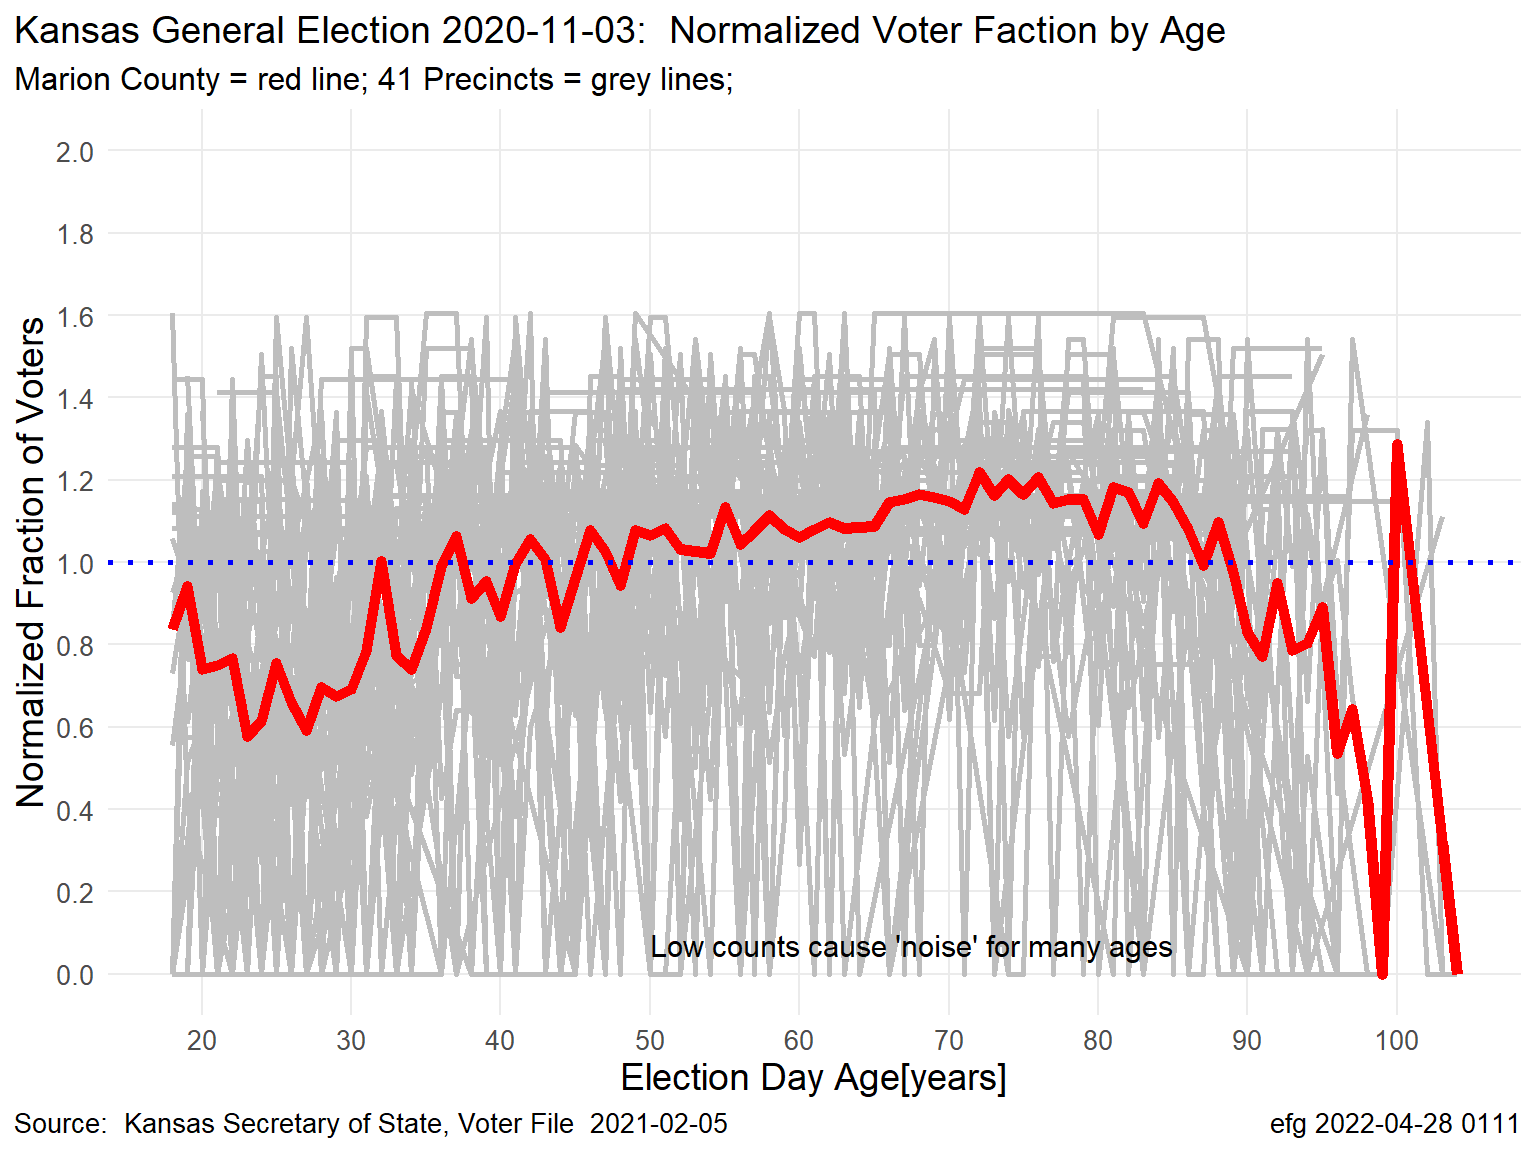 Kansas General Election 2020-11-03:  Normalized Voter Faction by Age
Marion County = red line; 41 Precincts = grey lines;
Normalized Fraction of Voters
2.0
1.8
1.6
1.4
1.2
1.0
0.8
0.6
0.4
0.2
0.0
Low counts cause 'noise' for many ages
20 30 40 50 60 70 80 90 100
Election Day Age[years]
Source:  Kansas Secretary of State, Voter File  2021-02-05
efg 2022-04-28 0111